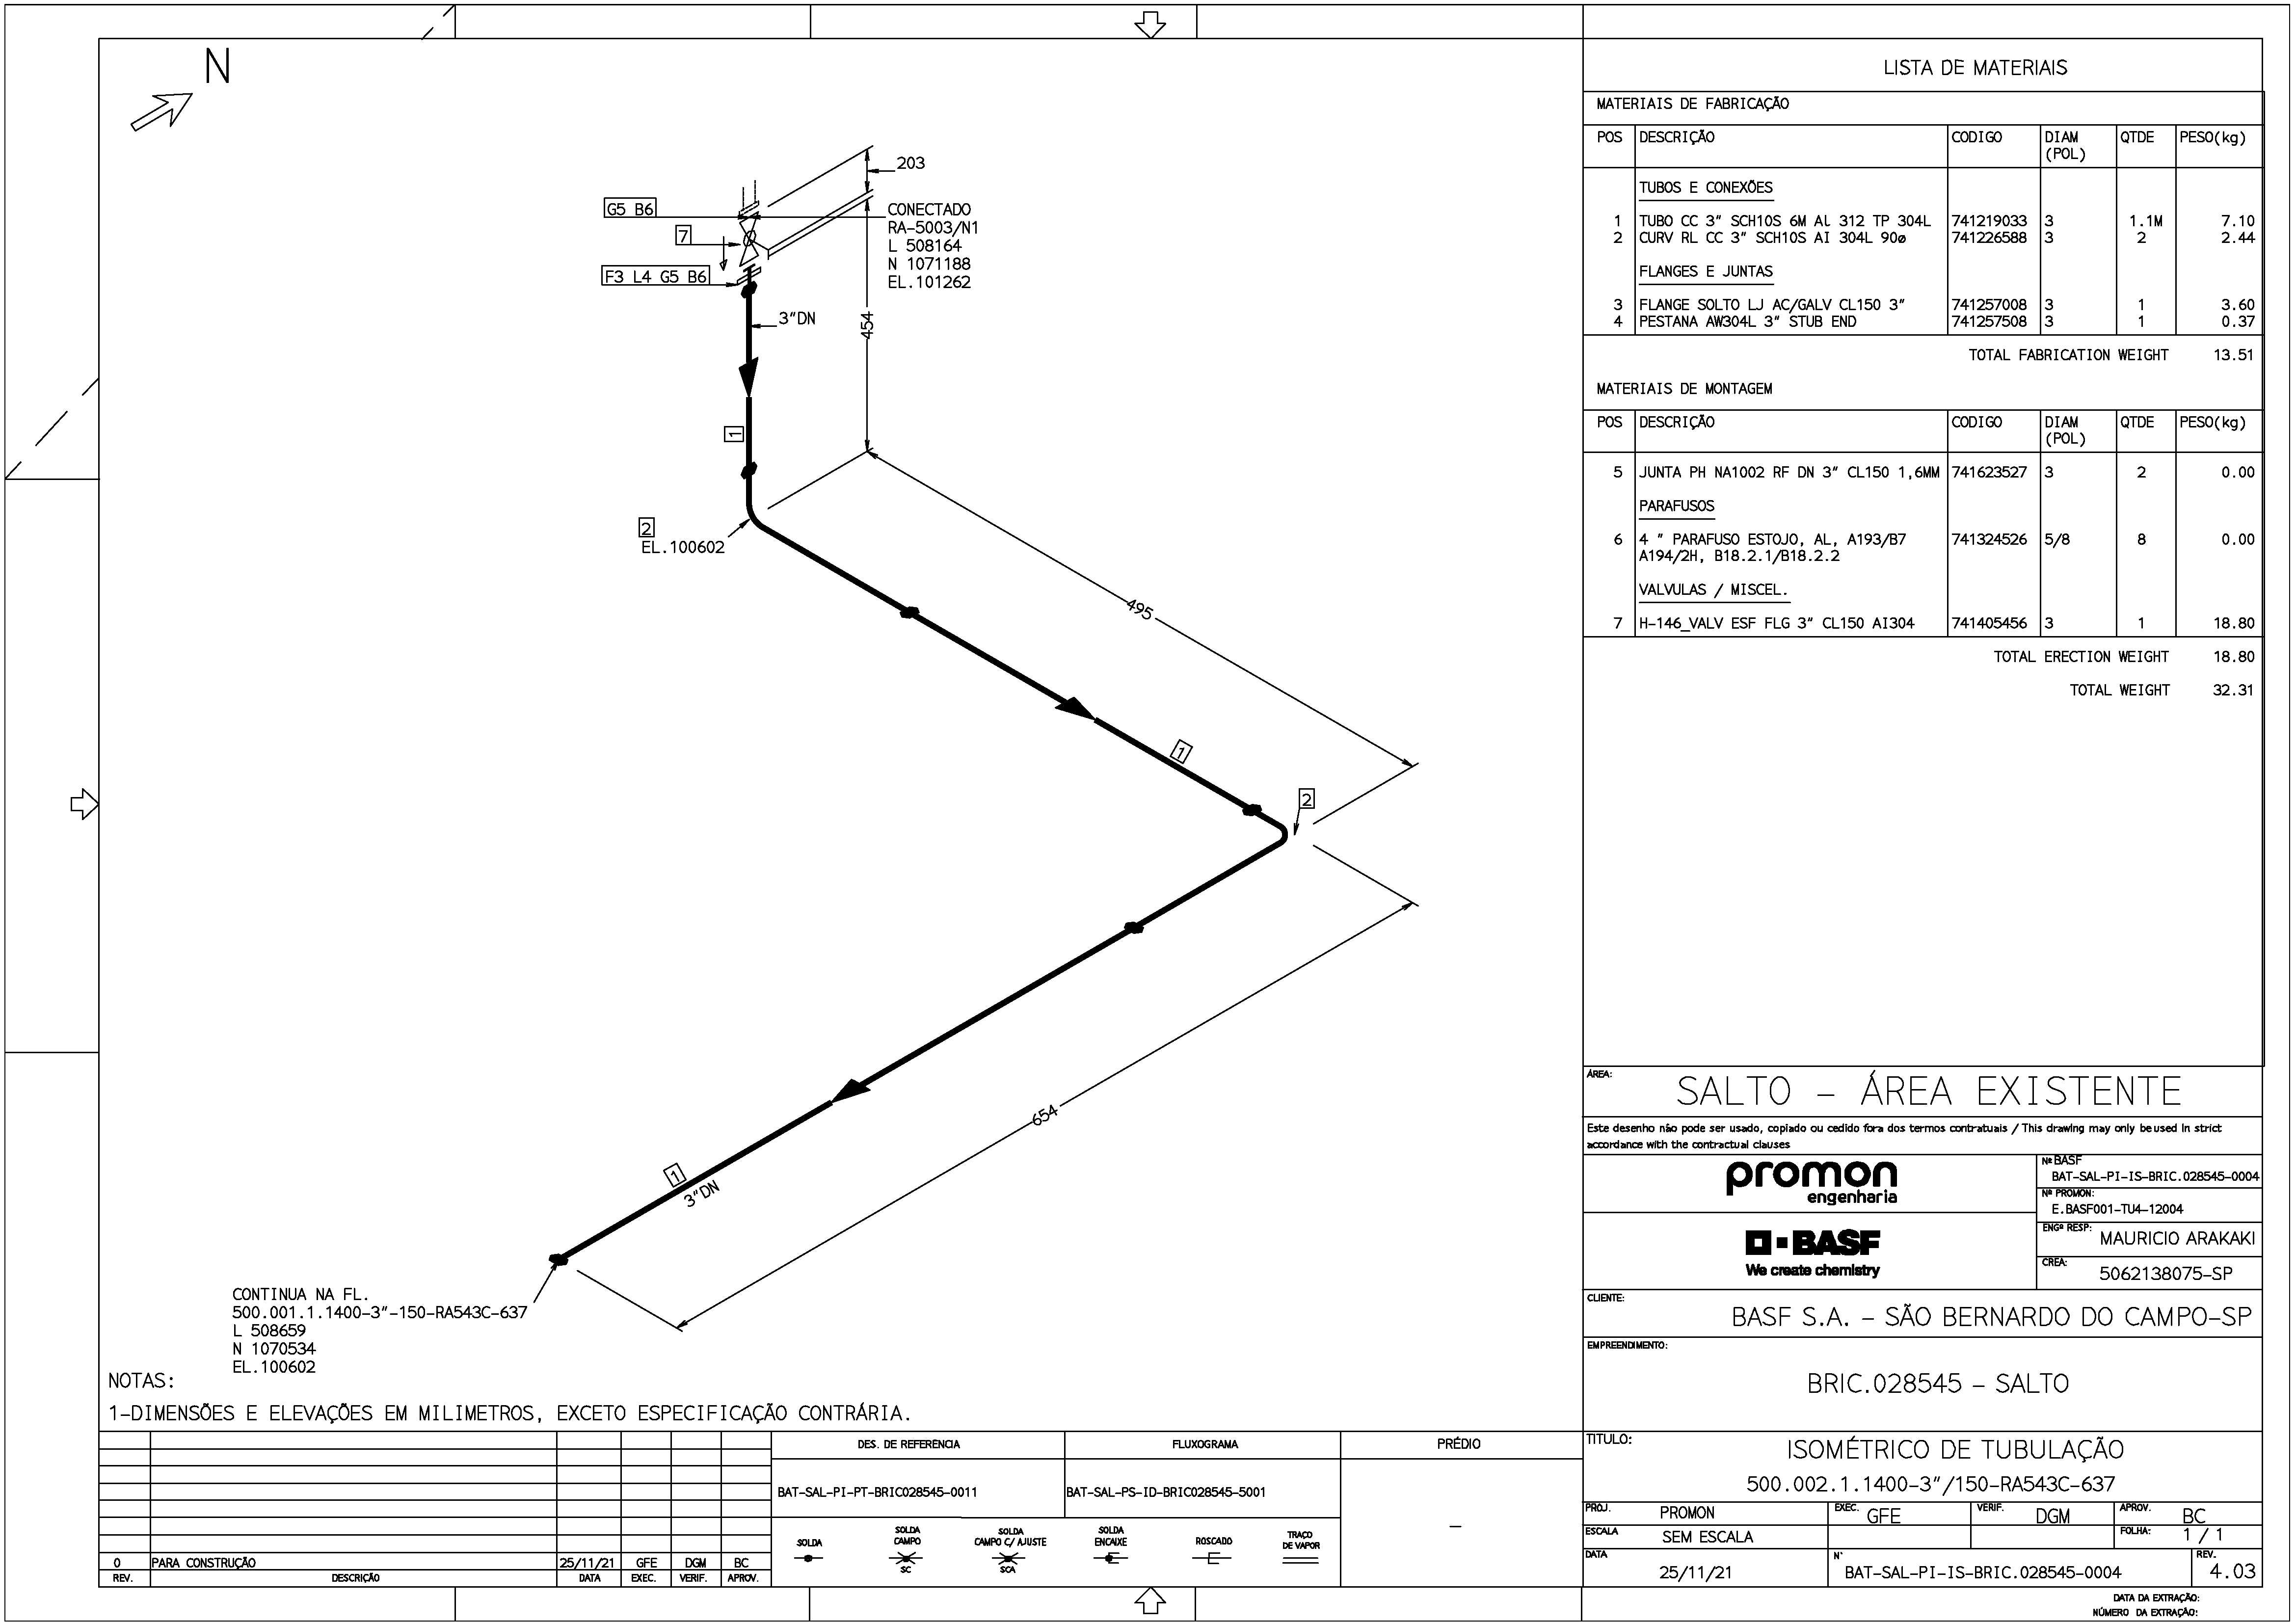 N
203
G5 B6
CONECTADO
RA-5003/N1
L 508164
N 1071188
EL.101262
7
F3 L4 G5 B6
3"DN
454
1
2
EL.100602
495
1
2
654
1
3"DN
CONTINUA NA FL.
500.001.1.1400-3"-150-RA543C-637
L 508659
N 1070534
EL.100602
NOTAS:
1-DIMENSÕES E ELEVAÇÕES EM MILIMETROS, EXCETO ESPECIFICAÇÃO CONTRÁRIA.
LISTA DE MATERIAIS
MATERIAIS DE FABRICAÇÃO
POS DESCRIÇÃO CODIGO DIAM (POL) QTDE PESO(kg)
TUBOS E CONEXÕES
1 TUBO CC 3" SCH10S 6M AL 312 TP 304L 741219033 3 1.1M 7.10
2 CURV RL CC 3" SCH10S AI 304L 90ø 741226588 3 2 2.44
FLANGES E JUNTAS
3 FLANGE SOLTO LJ AC/GALV CL150 3" 741257008 3 1 3.60
4 PESTANA AW304L 3" STUB END 741257508 3 1 0.37
TOTAL FABRICATION WEIGHT 13.51
MATERIAIS DE MONTAGEM
POS DESCRIÇÃO CODIGO DIAM (POL) QTDE PESO(kg)
5 JUNTA PH NA1002 RF DN 3" CL150 1,6MM 741623527 3 2 0.00
PARAFUSOS
6 4 " PARAFUSO ESTOJO, AL, A193/B7 741324526 5/8 8 0.00
A194/2H, B18.2.1/B18.2.2
VALVULAS / MISCEL.
7 H-146_VALV ESF FLG 3" CL150 AI304 741405456 3 1 18.80
TOTAL ERECTION WEIGHT 18.80
TOTAL WEIGHT 32.31
ÁREA:
SALTO - ÁREA EXISTENTE
Este desenho não pode ser usado, copiado ou cedido fora dos termos contratuais / This drawing may only be used in strict
accordance with the contractual clauses
promon
engenharia
Nº BASF
BAT-SAL-PI-IS-BRIC.028545-0004
Nº PROMON:
E.BASF001-TU4-12004
BASF
We create chemistry
ENGº RESP:
MAURICIO ARAKAKI
CREA:
5062138075-SP
CLIENTE:
BASF S.A. - SÃO BERNARDO DO CAMPO-SP
EMPREENDIMENTO:
BRIC.028545 - SALTO
TITULO:
ISOMÉTRICO DE TUBULAÇÃO
500.002.1.1400-3"/150-RA543C-637
PROJ. PROMON EXEC. GFE VERIF. DGM APROV. BC
ESCALA SEM ESCALA FOLHA: 1 / 1
DATA 25/11/21 N° BAT-SAL-PI-IS-BRIC.028545-0004 REV. 4.03
DATA DA EXTRAÇÃO:
NÚMERO DA EXTRAÇÃO:
DES. DE REFERÊNCIA FLUXOGRAMA PRÉDIO
BAT-SAL-PI-PT-BRIC028545-0011 BAT-SAL-PS-ID-BRIC028545-5001 -
SOLDA
SOLDA CAMPO
SC
SOLDA CAMPO C/ AJUSTE
SCA
SOLDA ENCAIXE
ROSCADO
TRAÇO DE VAPOR
0 PARA CONSTRUÇÃO 25/11/21 GFE DGM BC
REV. DESCRIÇÃO DATA EXEC. VERIF. APROV.